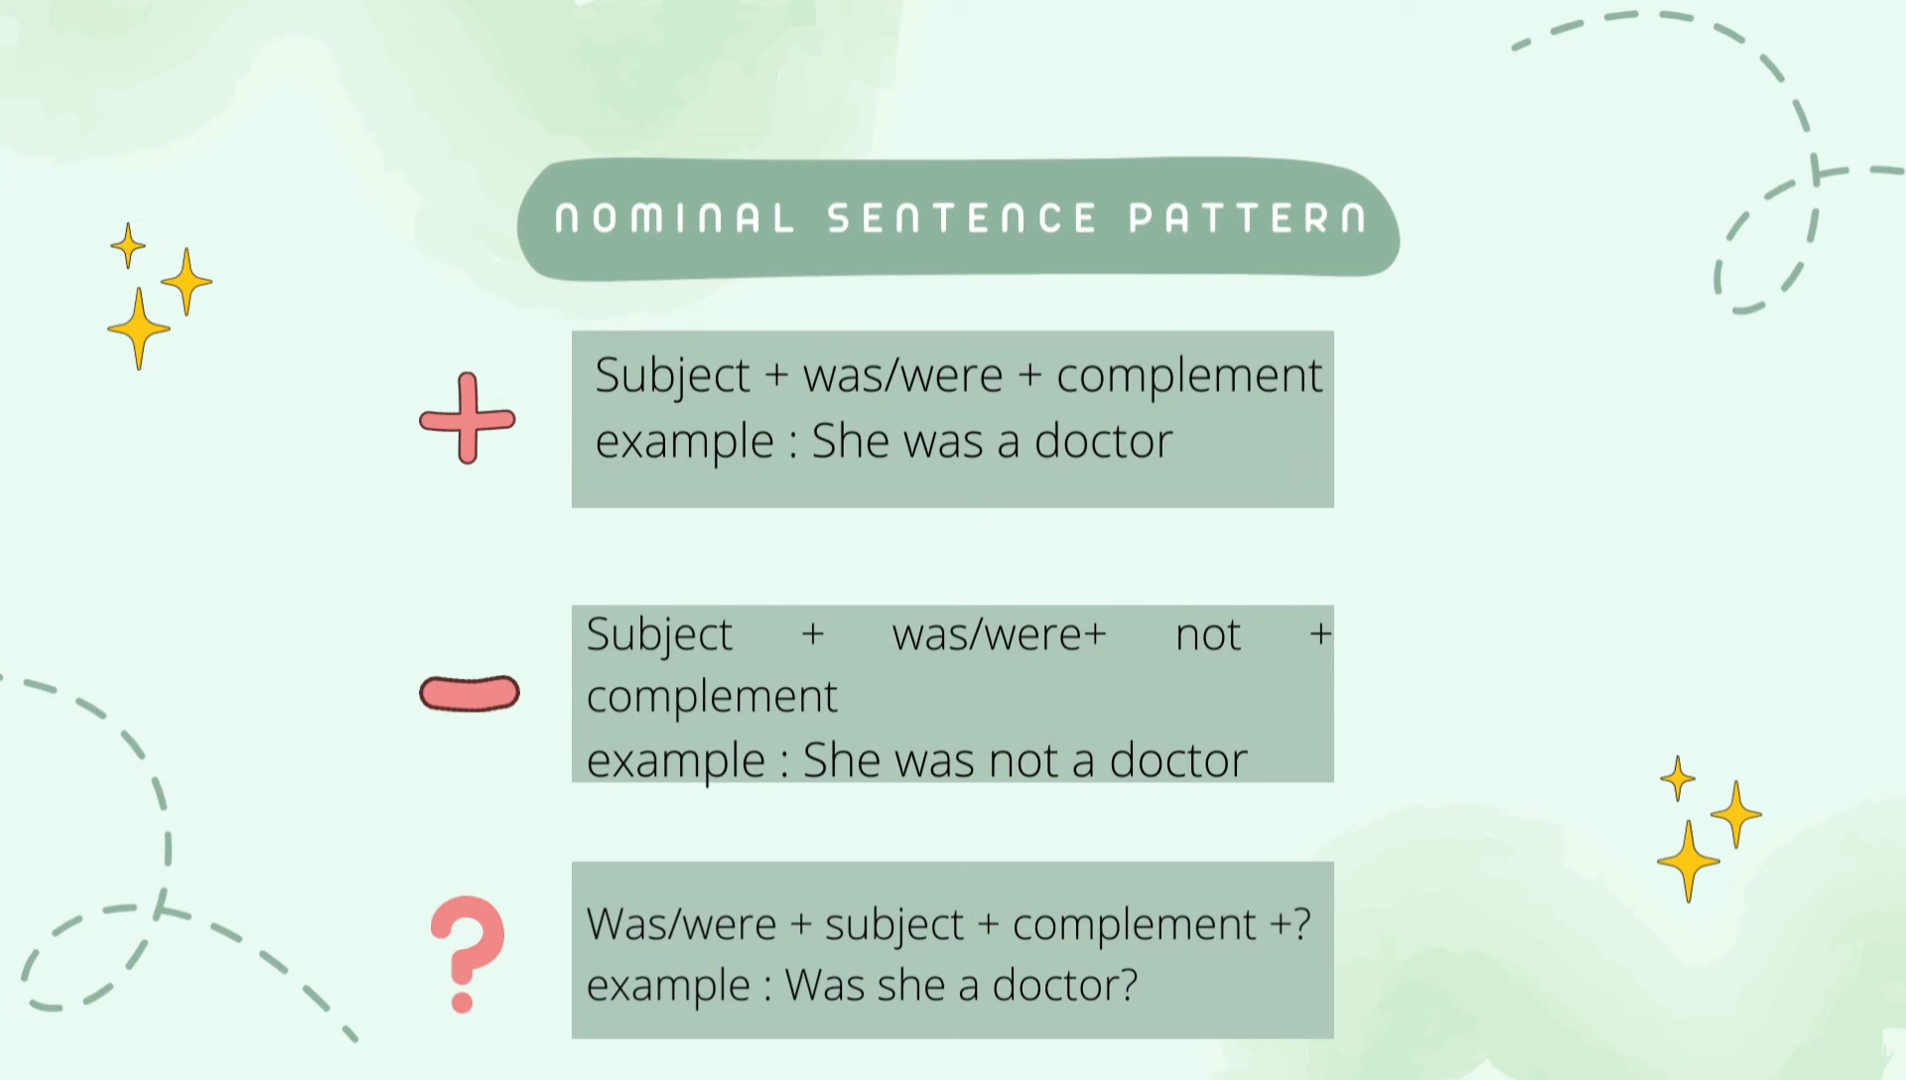 NOMINAL SENTENCE PATTERN
Subject + was/were + complement
example : She was a doctor
Subject + was/were+ not +
complement
example : She was not a doctor
Was/were + subject + complement +?
example : Was she a doctor?